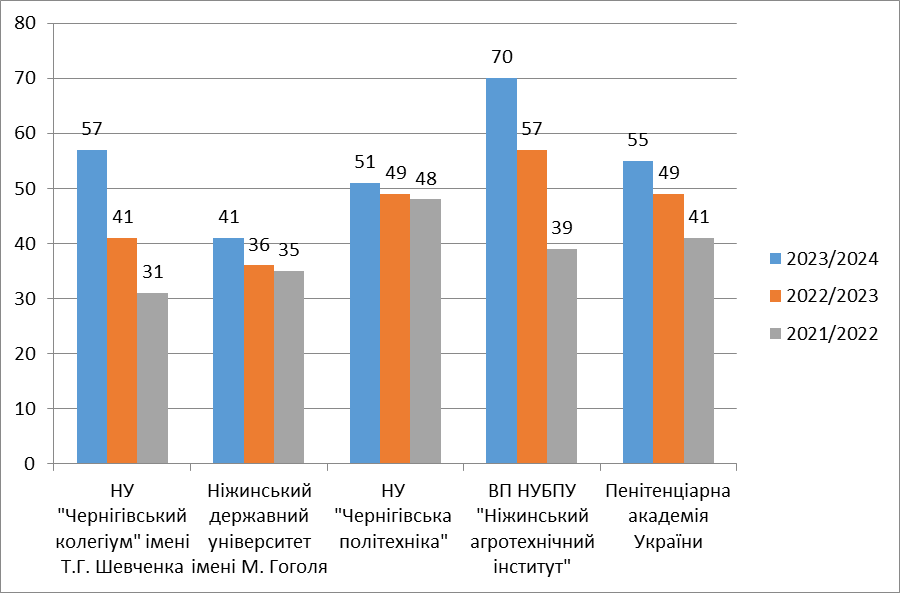 80
70
60
50
40
30
20
10
0
57
41
31
41
36
35
51
49
48
70
57
39
55
49
41
НУ
"Чернігівський
колегіум" імені
Т.Г. Шевченка
Ніжинський
державний
університет
імені М. Гоголя
НУ
"Чернігівська
політехніка"
ВП НУБПУ
"Ніжинський
агротехнічний
інститут"
Пенітенціарна
академія
України
2023/2024
2022/2023
2021/2022